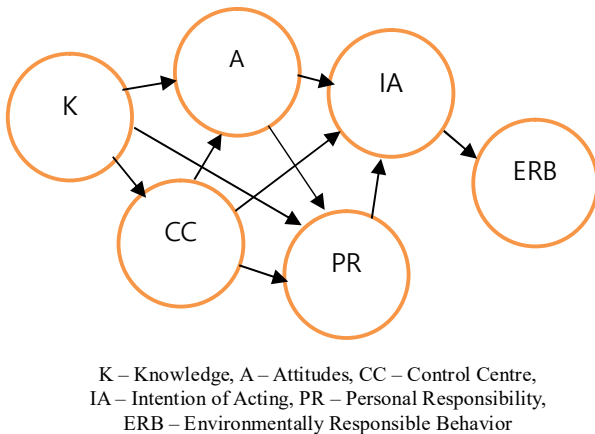 A
IA
K
ERB
CC
PR
K – Knowledge, A – Attitudes, CC – Control Centre,
IA – Intention of Acting, PR – Personal Responsibility,
ERB – Environmentally Responsible Behavior